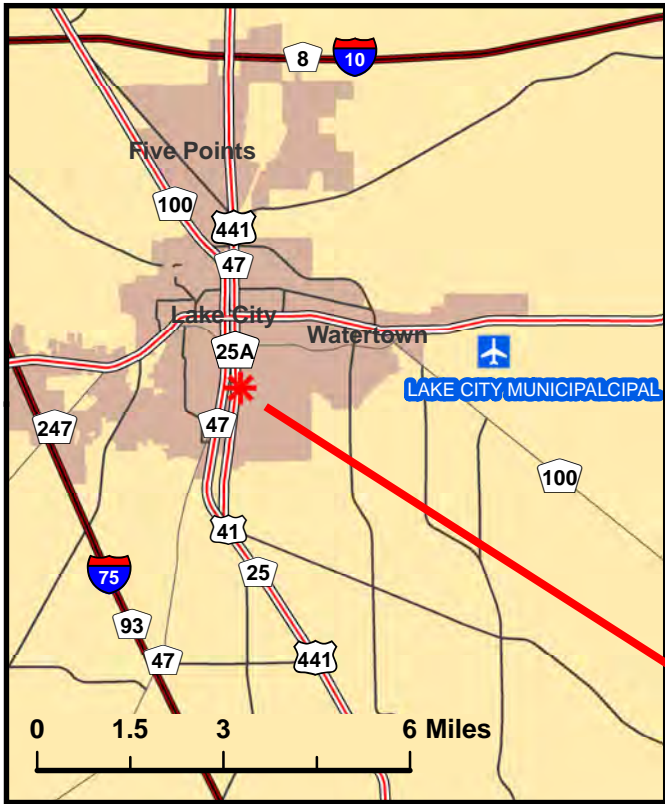 8
10
Five Points
100
441
47
Lake City
Watertown
25A
LAKE CITY MUNICIPALCIPAL
247
47
100
41
25
75
93
47
441
0 1.5 3 6 Miles